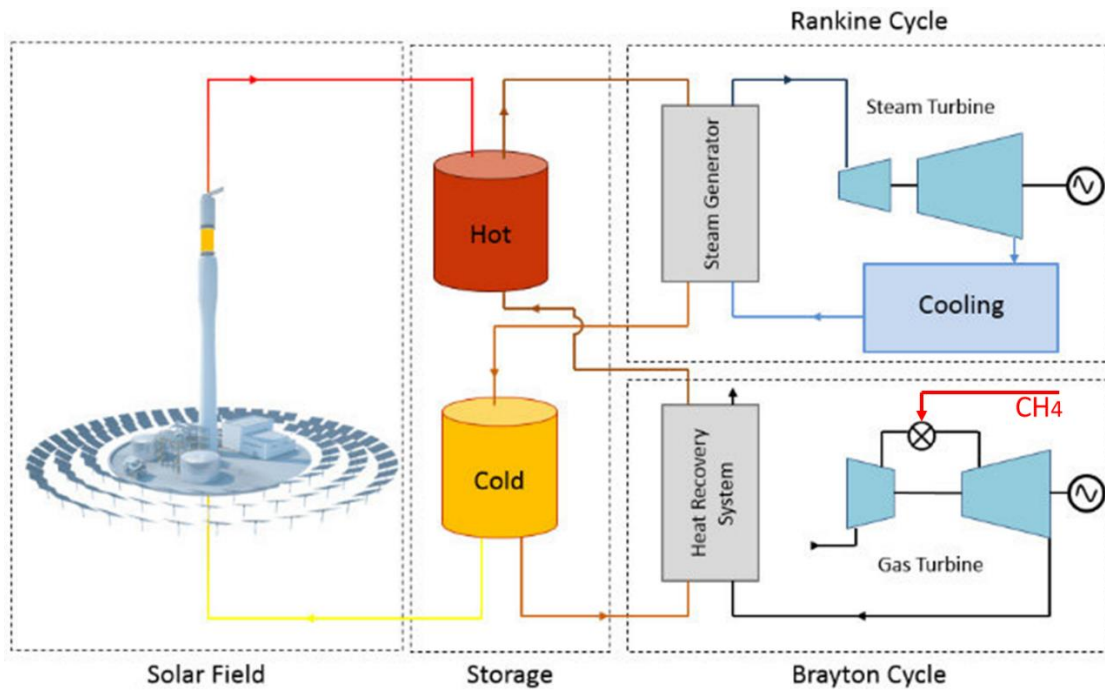 Rankine Cycle
Steam Turbine
Steam Generator
Hot
Cooling
CH4
Cold
Heat Recovery
System
Gas Turbine
Solar Field
Storage
Brayton Cycle